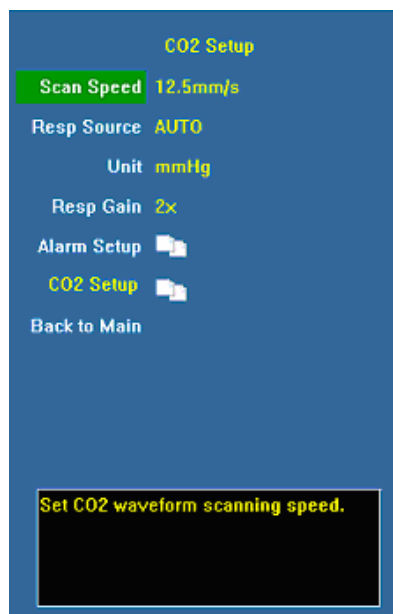 CO2 Setup
Scan Speed 12.5mm/s
Resp Source AUTO
Unit mmHg
Resp Gain 2×
Alarm Setup
CO2 Setup
Back to Main
Set CO2 waveform scanning speed.